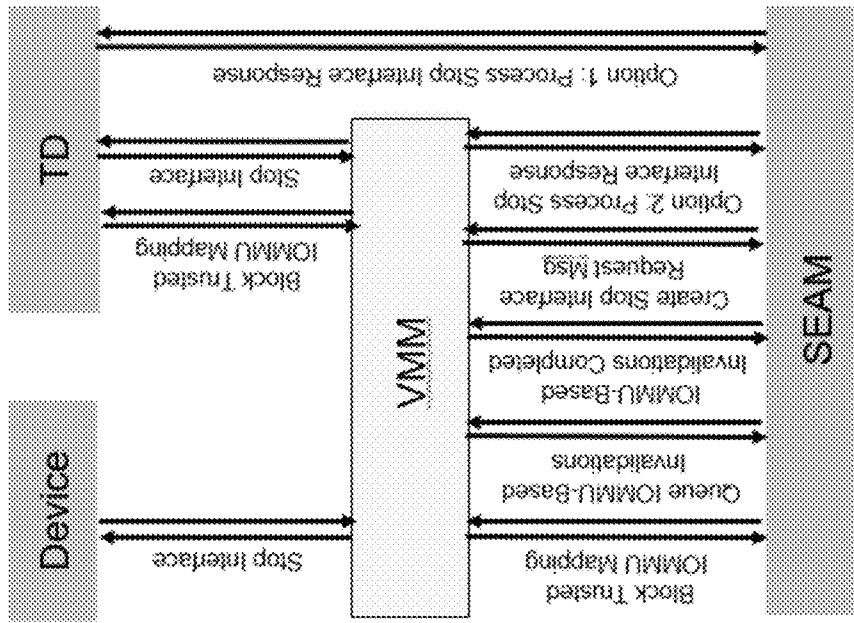 SEAM
VMM
Device
TD
Block Trusted
IOMMU Mapping
Stop Interface
Queue IOMMU-Based
Invalidations
IOMMU-Based
Invalidations Completed
Create Stop Interface
Request Msg
Block Trusted
IOMMU Mapping
Option 2: Process Stop
Interface Response
Stop Interface
Option 1: Process Stop Interface Response